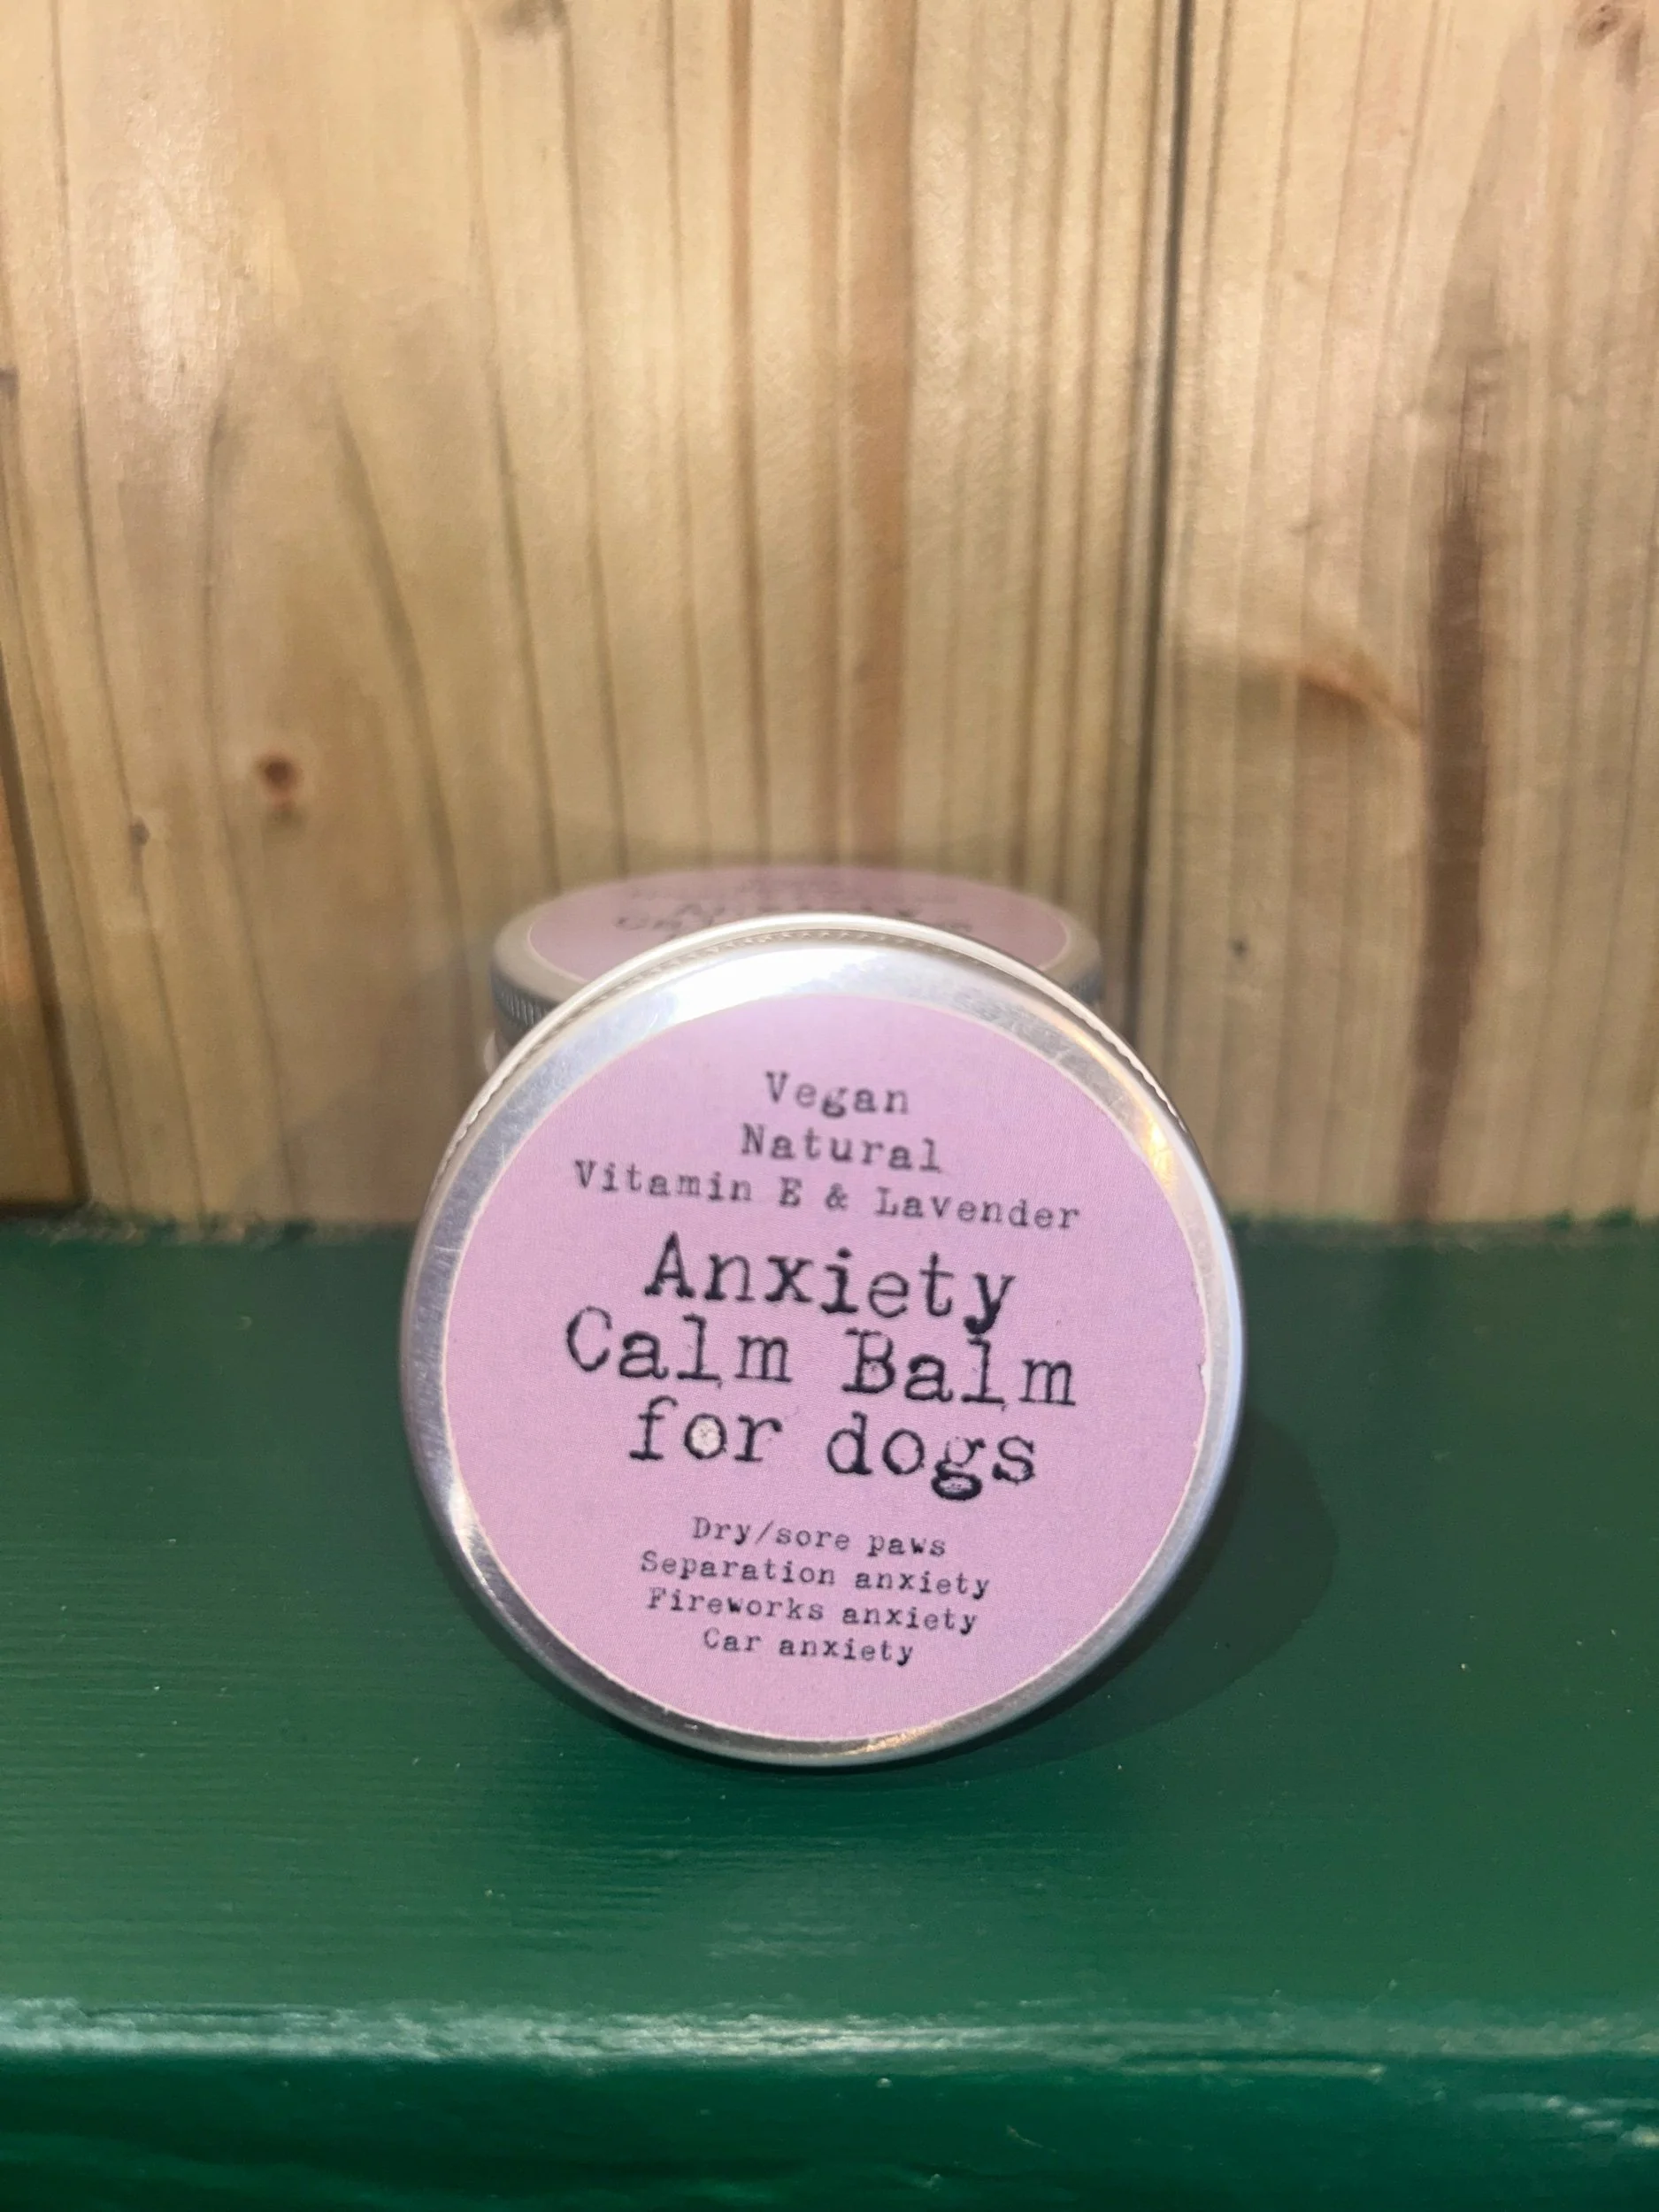 Vegan
Natural
Vitamin E & Lavender
Anxiety
Calm Balm
for dogs
Dry/sore paws
Separation anxiety
Fireworks anxiety
Car anxiety